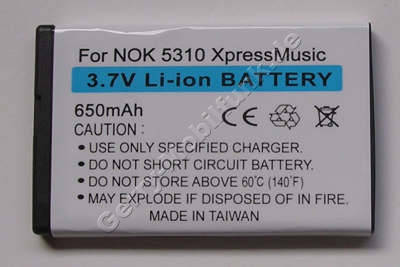 For NOK 5310 XpressMusic
3.7V Li-ion BATTERY
650mAh
CAUTION :
• USE ONLY SPECIFIED CHARGER.
• DO NOT SHORT CIRCUIT BATTERY.
• DO NOT STORE ABOVE 60°C (140°F)
• MAY EXPLODE IF DISPOSED OF IN FIRE.
• MADE IN TAIWAN